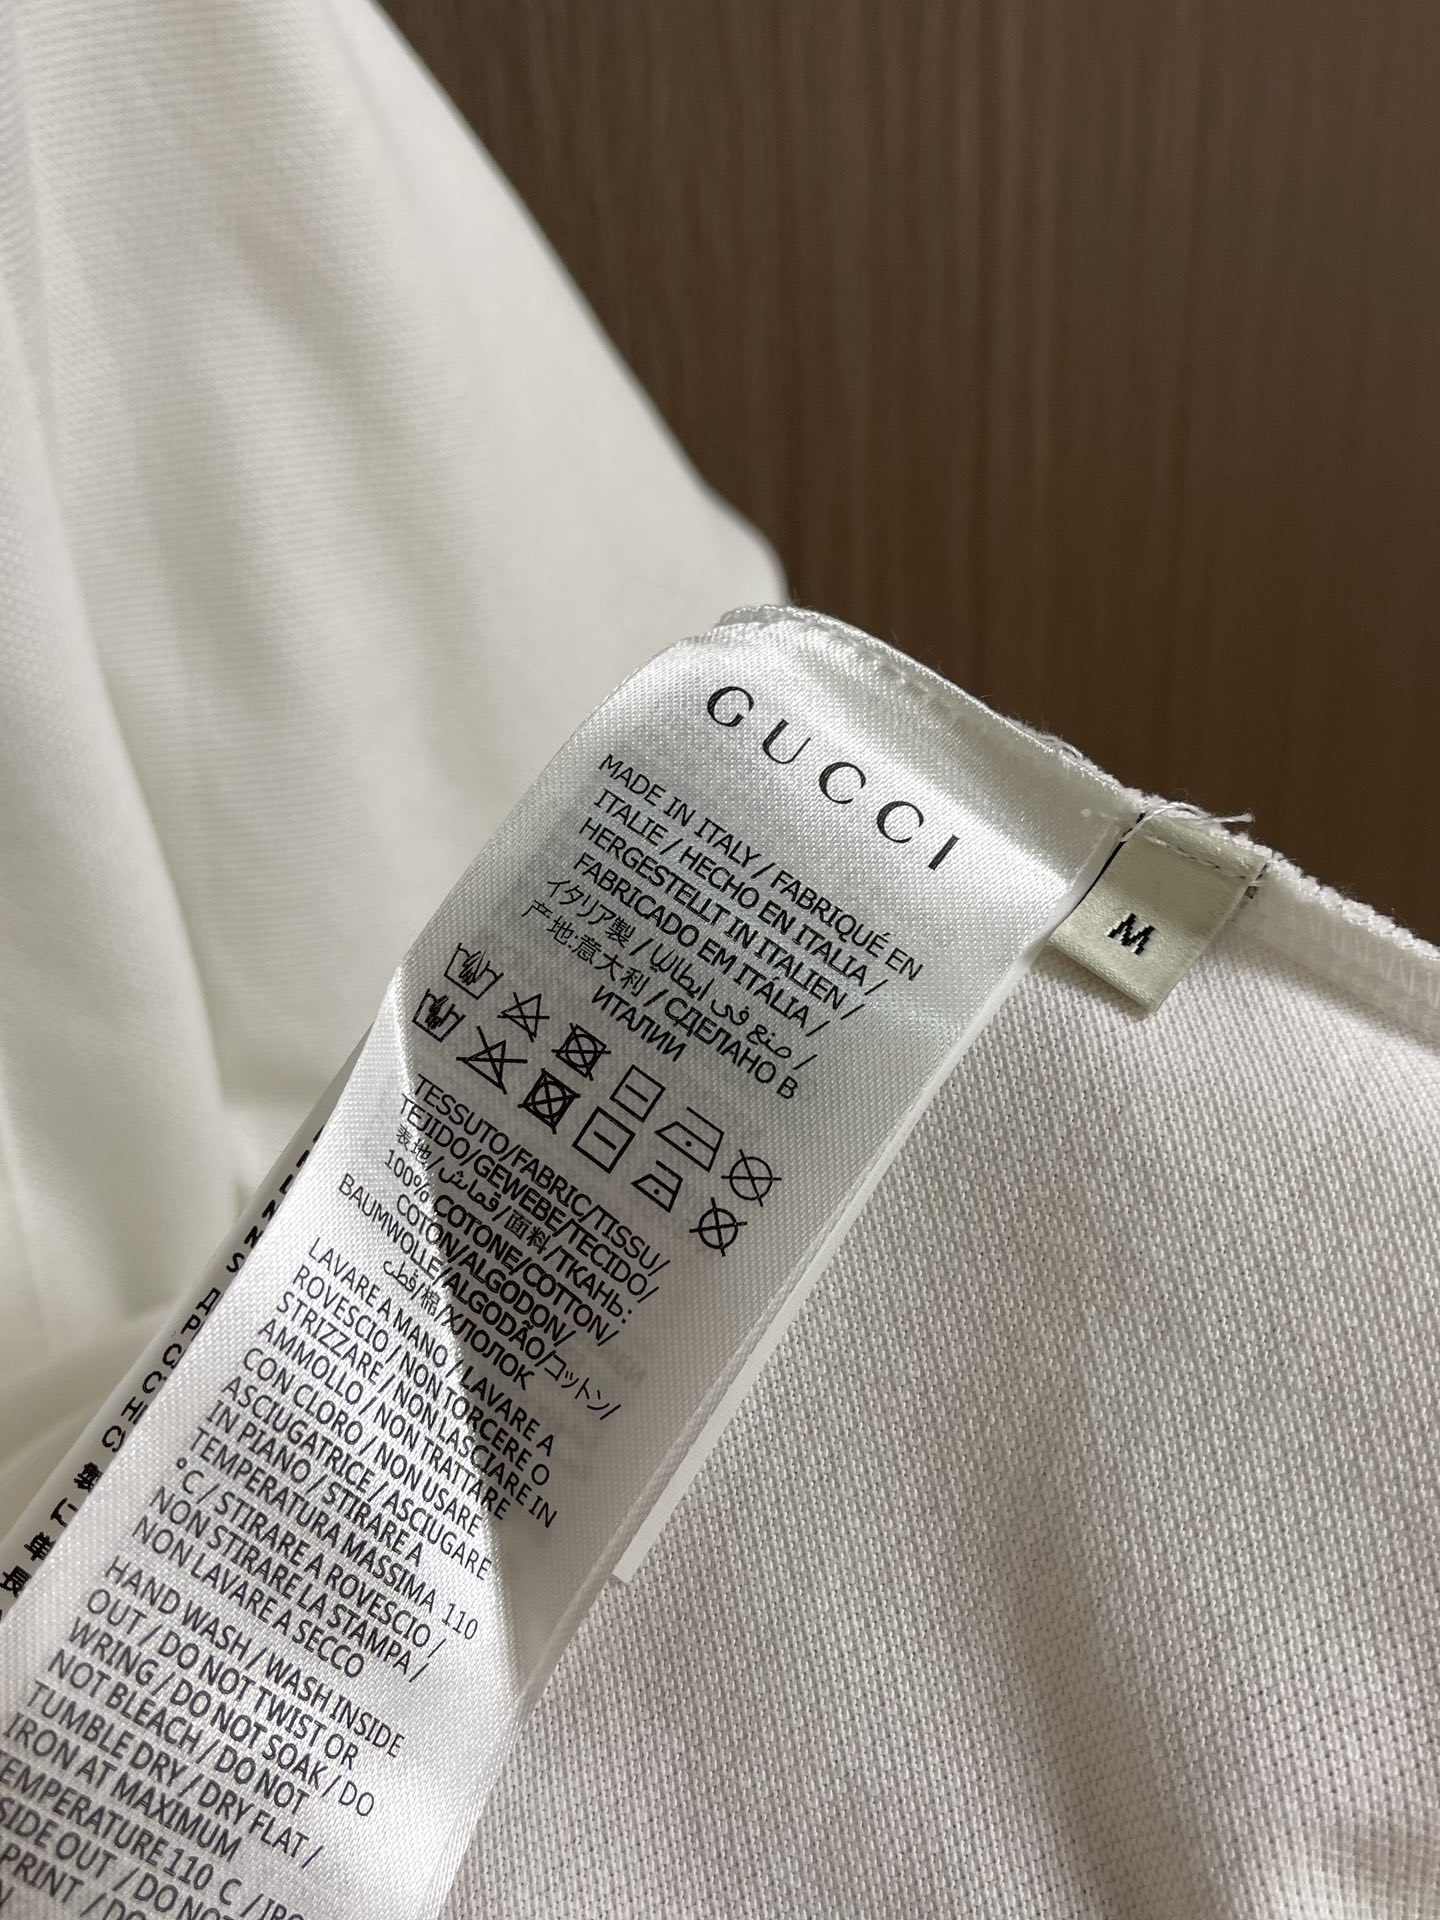 GUCCI
MADE IN ITALY / FABRIQUÉ EN
ITALIE / HECHO EN ITALIA /
HERGESTELLT IN ITALIEN /
FABRICADO EM ITÁLIA /
イタリア製 / صنع في ايطاليا /
产地:意大利 / СДЕЛАНО В
ИТАЛИИ
M
TESSUTO/FABRIC/TISSU/
TEJIDO/GEWEBE/TECIDO/
表地/قماش/面料/ТКАНЬ:
100% COTONE/COTTON/
COTON/ALGODON/
BAUMWOLLE/ALGODÃO/コットン/
قطن/棉/ХЛОПОК
LAVARE A MANO / LAVARE A
ROVESCIO / NON TORCERE O
STRIZZARE / NON LASCIARE IN
AMMOLLO / NON TRATTARE
CON CLORO / NON USARE
ASCIUGATRICE / ASCIUGARE
IN PIANO / STIRARE A
TEMPERATURA MASSIMA 110
°C / STIRARE A ROVESCIO /
NON STIRARE LA STAMPA /
NON LAVARE A SECCO
HAND WASH / WASH INSIDE
OUT / DO NOT TWIST OR
WRING / DO NOT SOAK / DO
NOT BLEACH / DO NOT
TUMBLE DRY / DRY FLAT /
IRON AT MAXIMUM
TEMPERATURE 110 C / IRO
SIDE OUT / DO NOT
PRINT / DO